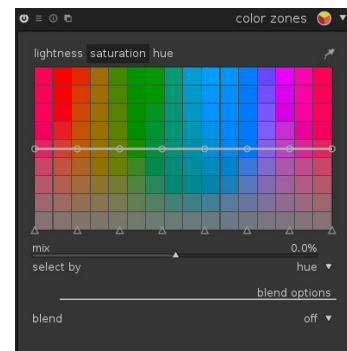 color zones
lightness saturation hue
mix 0.0%
select by hue
blend options
blend off